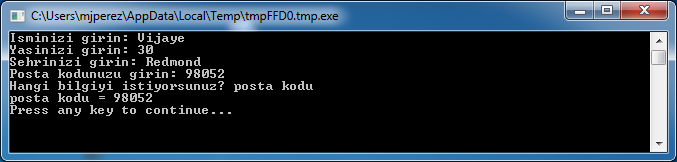 C:\Users\mjperez\AppData\Local\Temp\tmpFFD0.tmp.exe
Isminizi girin: Vijaye
Yasinizi girin: 30
Sehrinizi girin: Redmond
Posta kodunuzu girin: 98052
Hangi bilgiyi istiyorsunuz? posta kodu
posta kodu = 98052
Press any key to continue...